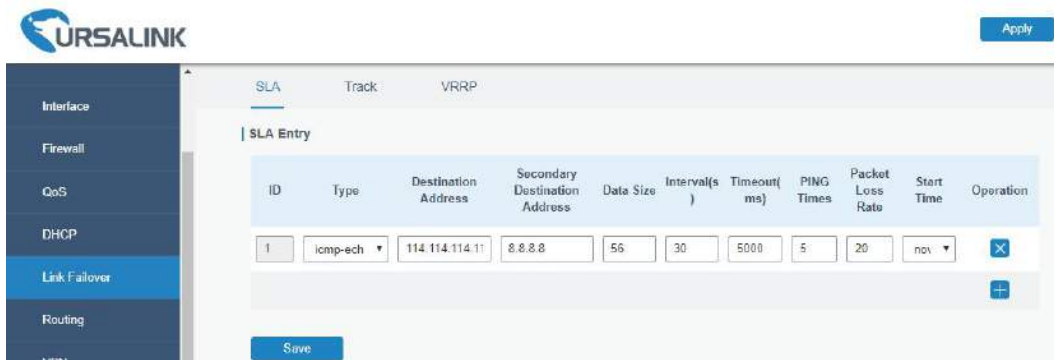 URSALINK
Apply
SLA Track VRRP
Interface
SLA Entry
Firewall
ID Type Destination Address Secondary Destination Address Data Size Interval(s) Timeout(ms) PING Times Packet Loss Rate Start Time Operation
QoS
DHCP
1 icmp-ech 114.114.114.11 8.8.8.8 56 30 5000 5 20
Link Failover
Routing
Save